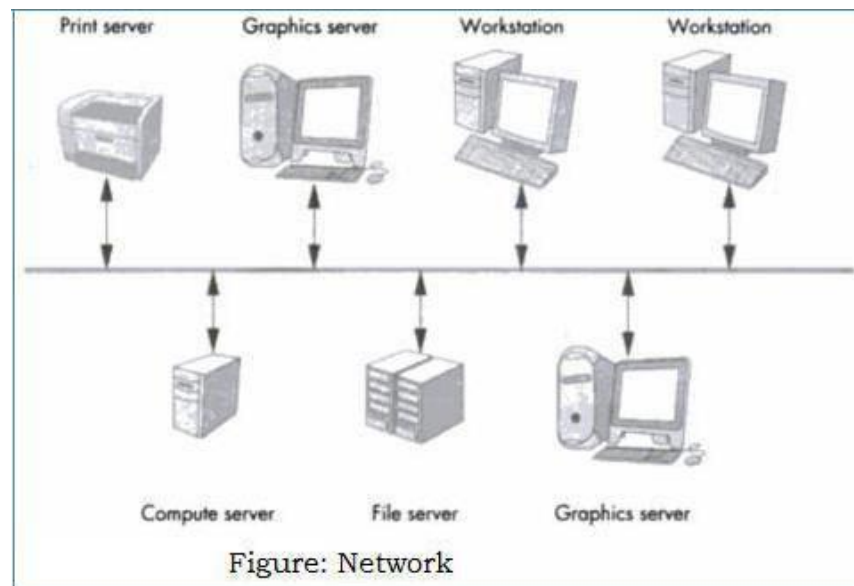 Print server Graphics server Workstation Workstation
Compute server File server Graphics server
Figure: Network